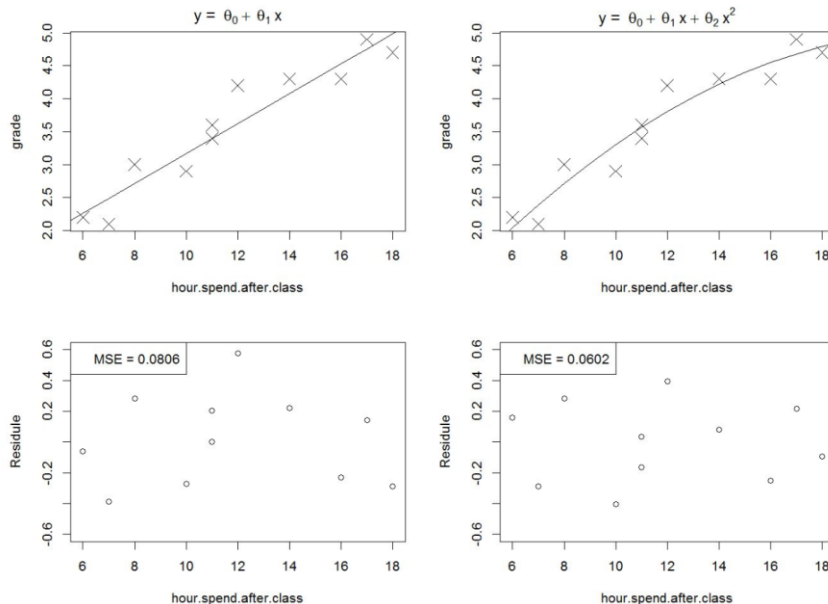 y = θ₀ + θ₁ x
5.0
4.5
4.0
3.5
3.0
2.5
2.0
grade
6 8 10 12 14 16 18
hour.spend.after.class
y = θ₀ + θ₁ x + θ₂ x²
5.0
4.5
4.0
3.5
3.0
2.5
2.0
grade
6 8 10 12 14 16 18
hour.spend.after.class
MSE = 0.0806
0.6
0.4
0.2
-0.2
-0.6
Residule
6 8 10 12 14 16 18
hour.spend.after.class
MSE = 0.0602
0.6
0.4
0.2
-0.2
-0.6
Residule
6 8 10 12 14 16 18
hour.spend.after.class